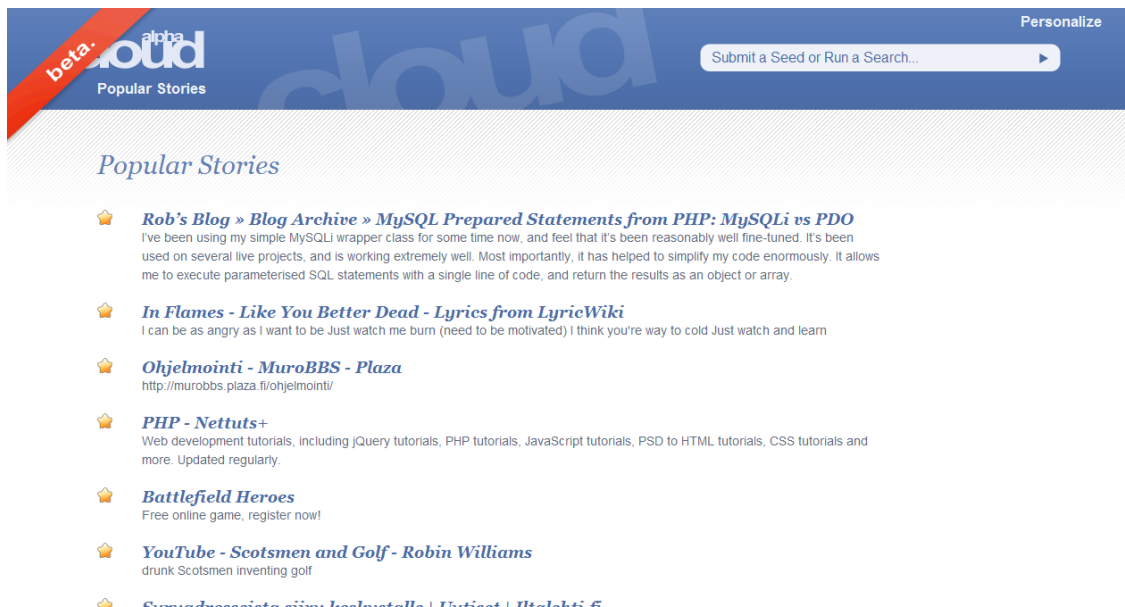 Personalize
beta.
alpha
cloud
cloud
Submit a Seed or Run a Search...
Popular Stories
Popular Stories
Rob's Blog » Blog Archive » MySQL Prepared Statements from PHP: MySQLi vs PDO
I've been using my simple MySQLi wrapper class for some time now, and feel that it's been reasonably well fine-tuned. It's been
used on several live projects, and is working extremely well. Most importantly, it has helped to simplify my code enormously. It allows
me to execute parameterised SQL statements with a single line of code, and return the results as an object or array.
In Flames - Like You Better Dead - Lyrics from LyricWiki
I can be as angry as I want to be Just watch me burn (need to be motivated) I think you're way to cold Just watch and learn
Ohjelmointi - MuroBBS - Plaza
http://murobbs.plaza.fi/ohjelmointi/
PHP - Nettuts+
Web development tutorials, including jQuery tutorials, PHP tutorials, JavaScript tutorials, PSD to HTML tutorials, CSS tutorials and
more. Updated regularly.
Battlefield Heroes
Free online game, register now!
YouTube - Scotsmen and Golf - Robin Williams
drunk Scotsmen inventing golf
| Uutiset | Iltalehti.fi